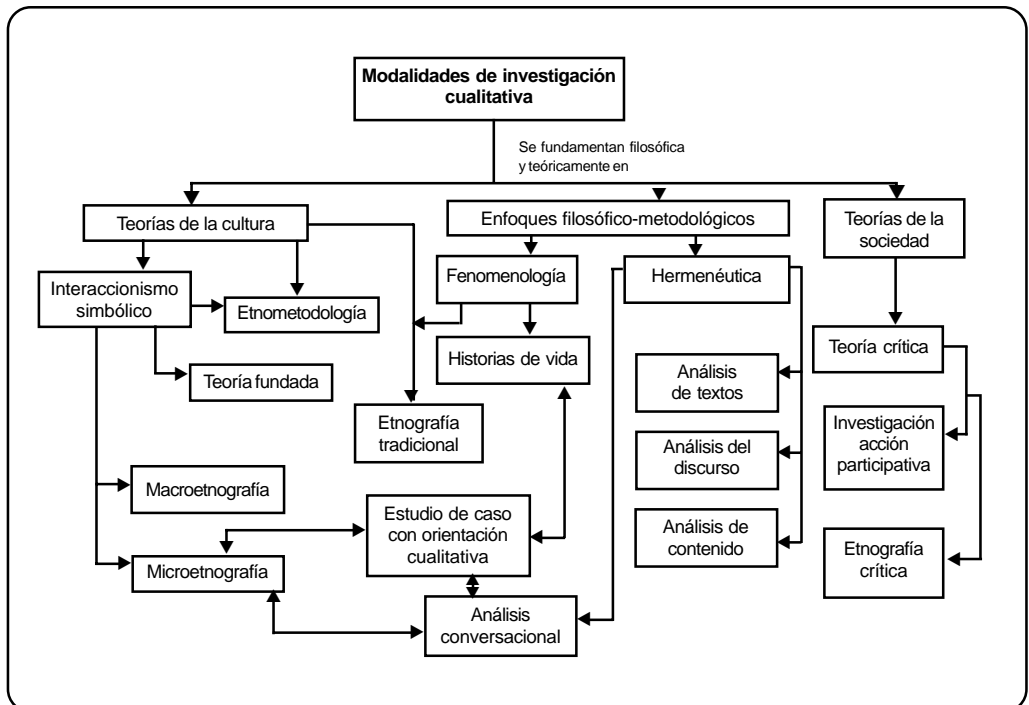 Modalidades de investigación
cualitativa
Se fundamentan filosófica
y teóricamente en
Teorías de la cultura
Enfoques filosófico-metodológicos
Teorías de la
sociedad
Interaccionismo
simbólico
Etnometodología
Fenomenología
Hermenéutica
Teoría fundada
Historias de vida
Teoría crítica
Etnografía
tradicional
Análisis
de textos
Investigación
acción
participativa
Análisis del
discurso
Macroetnografía
Estudio de caso
con orientación
cualitativa
Análisis de
contenido
Etnografía
crítica
Microetnografía
Análisis
conversacional